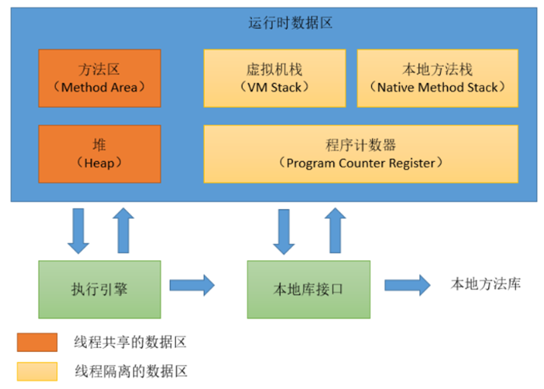 运行时数据区
方法区
（Method Area）
虚拟机栈
（VM Stack）
本地方法栈
（Native Method Stack）
堆
（Heap）
程序计数器
（Program Counter Register）
执行引擎
本地库接口
本地方法库
线程共享的数据区
线程隔离的数据区